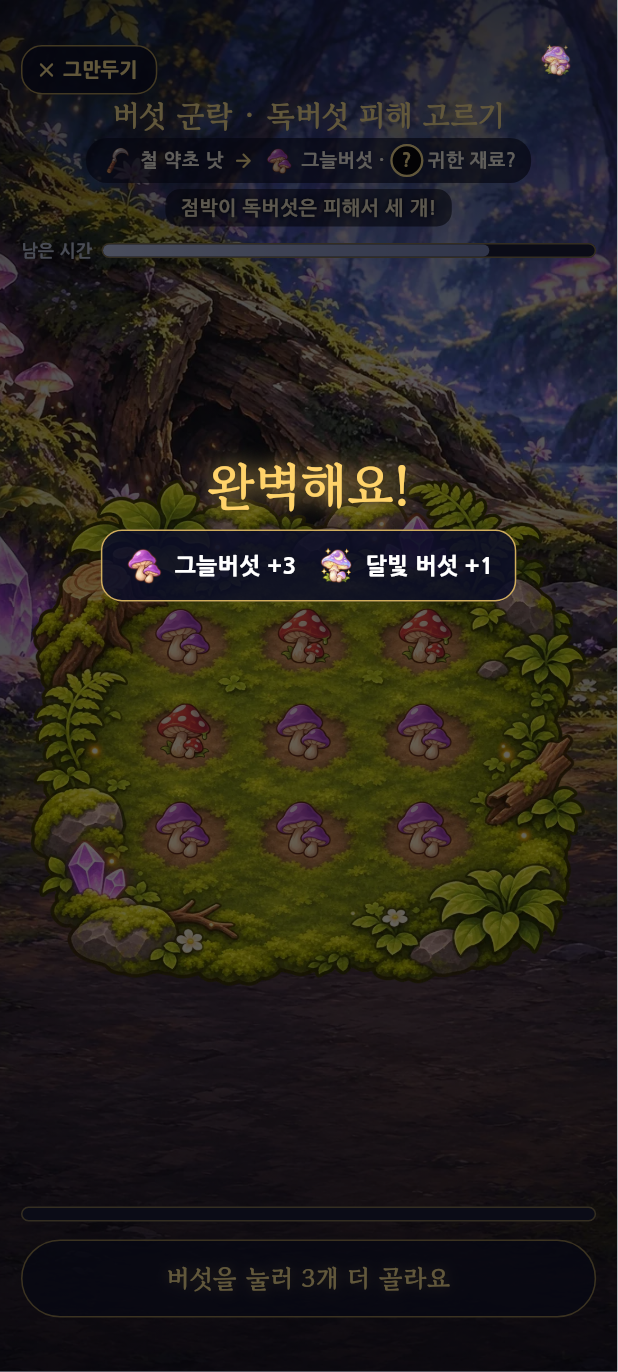 × 그만두기
버섯 군락 · 독버섯 피해 고르기
철 약초 낫 → 그늘버섯 · ? 귀한 재료?
점박이 독버섯은 피해서 세 개!
남은 시간
완벽해요!
그늘버섯 +3 달빛 버섯 +1
버섯을 눌러 3개 더 골라요